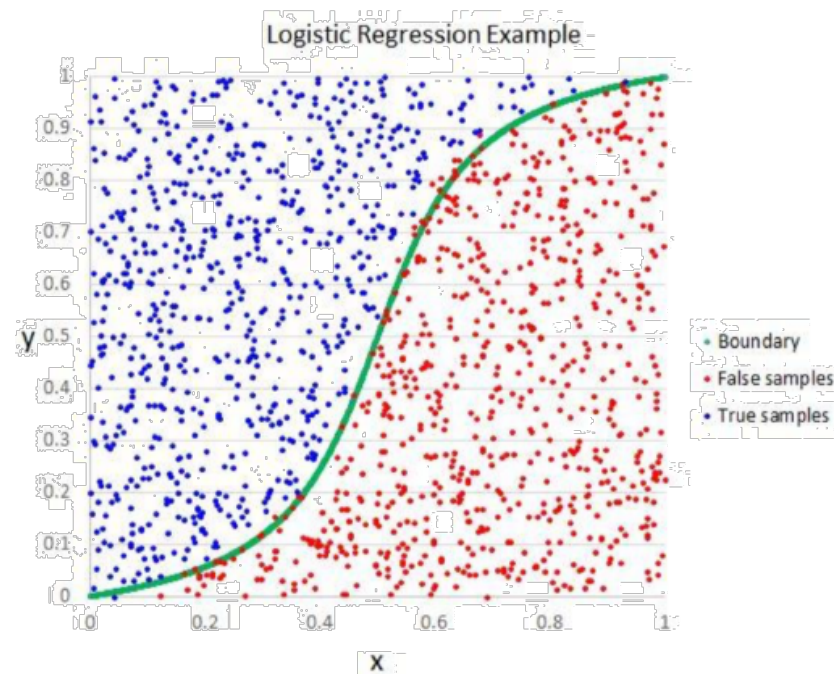 Logistic Regression Example
1
0.9
0.8
0.7
0.6
0.5
0.4
0.3
0.2
0.1
0
y
0 0.2 0.4 0.6 0.8 1
x
Boundary
False samples
True samples